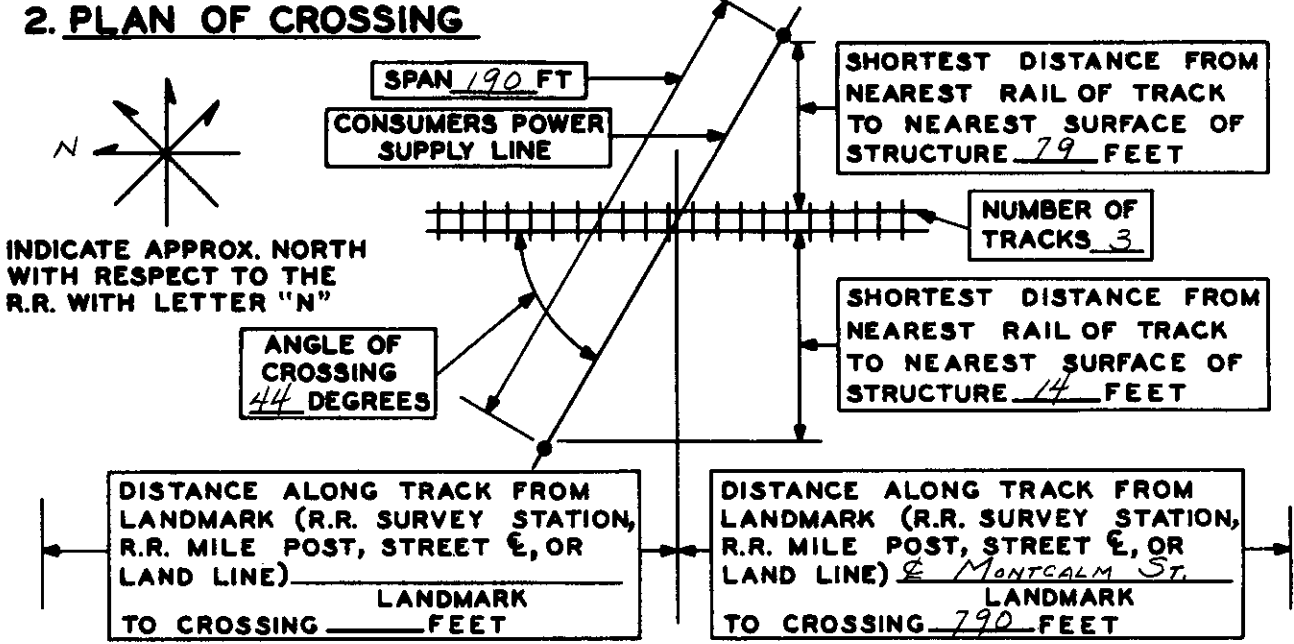 2. PLAN OF CROSSING
SPAN 190 FT
CONSUMERS POWER
SUPPLY LINE
SHORTEST DISTANCE FROM
NEAREST RAIL OF TRACK
TO NEAREST SURFACE OF
STRUCTURE 79 FEET
N
INDICATE APPROX. NORTH
WITH RESPECT TO THE
R.R. WITH LETTER "N"
NUMBER OF
TRACKS 3
ANGLE OF
CROSSING
44 DEGREES
SHORTEST DISTANCE FROM
NEAREST RAIL OF TRACK
TO NEAREST SURFACE OF
STRUCTURE 14 FEET
DISTANCE ALONG TRACK FROM
LANDMARK (R.R. SURVEY STATION,
R.R. MILE POST, STREET ℄, OR
LAND LINE)
LANDMARK
TO CROSSING FEET
DISTANCE ALONG TRACK FROM
LANDMARK (R.R. SURVEY STATION,
R.R. MILE POST, STREET ℄, OR
LAND LINE) ℄ MONTCALM ST.
LANDMARK
TO CROSSING 790 FEET